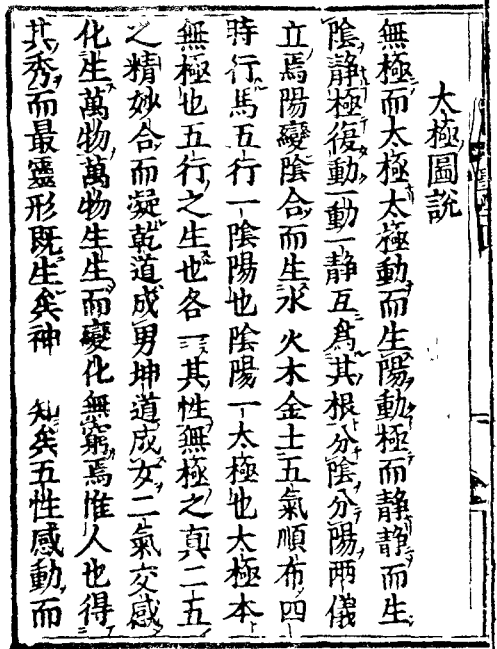 太極圖說
無極而太極太極動而生陽動極而静静而生
陰静極復動一動一静互為其根分陰分陽兩儀
立焉陽變陰合而生水火木金土五氣順布四
時行焉五行一陰陽也陰陽一太極也太極本
無極也五行之生也各一其性無極之真二五
之精妙合而凝乾道成男坤道成女二氣交感
化生萬物萬物生生而變化無窮焉惟人也得
其秀而最靈形既生矣神 知矣五性感動而